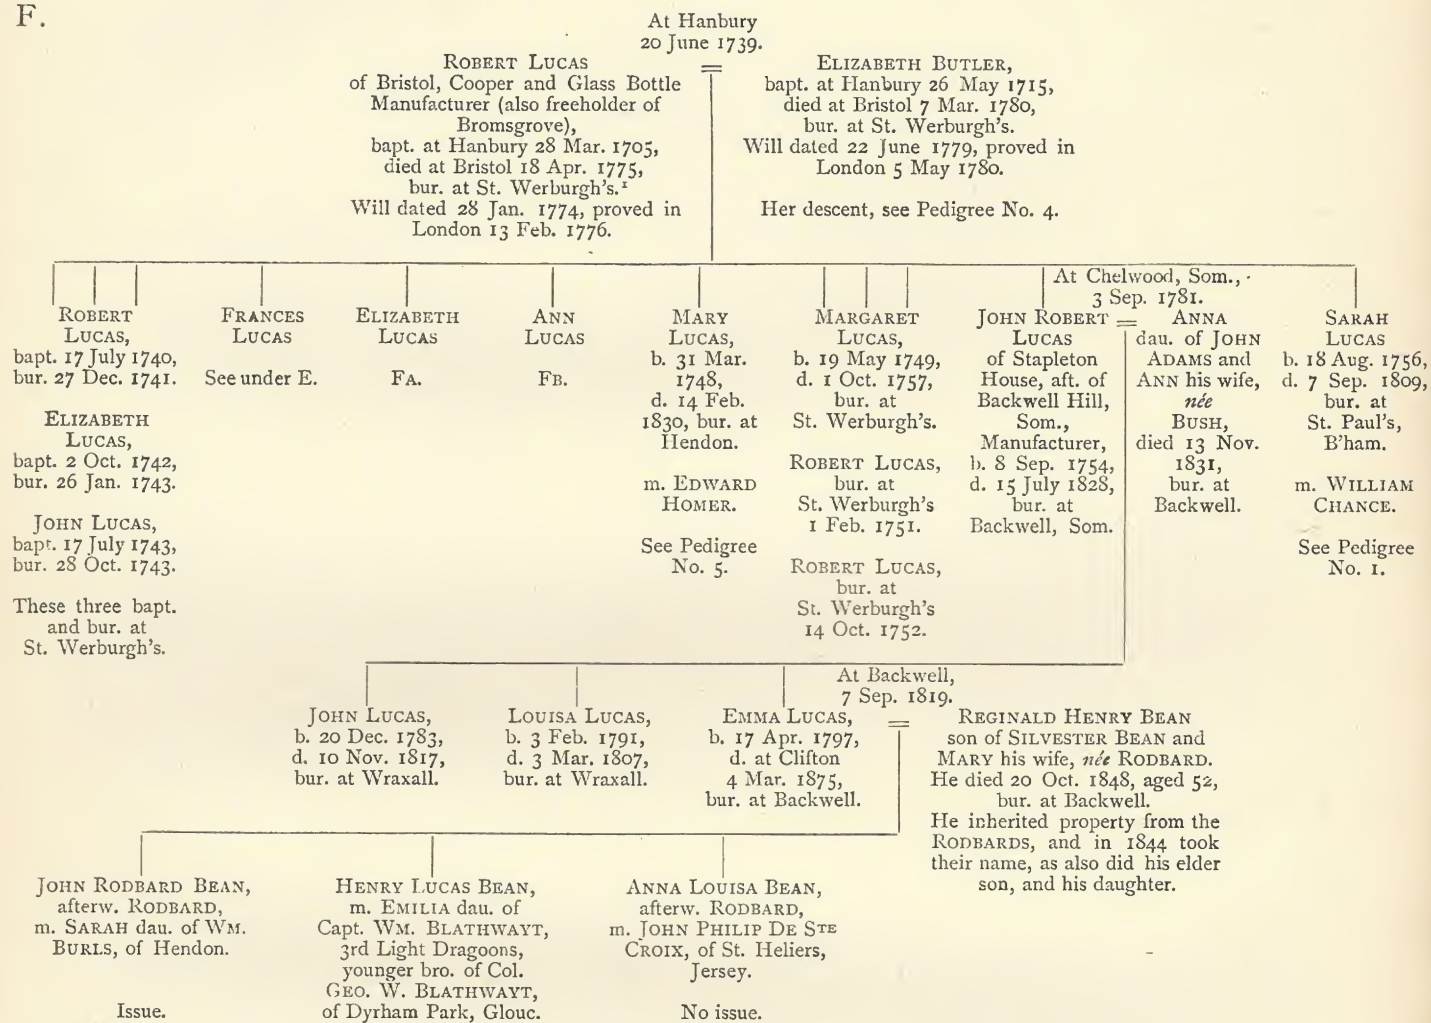 F.
At Hanbury
20 June 1739.
ROBERT LUCAS
of Bristol, Cooper and Glass Bottle
Manufacturer (also freeholder of
Bromsgrove),
bapt. at Hanbury 28 Mar. 1705,
died at Bristol 18 Apr. 1775,
bur. at St. Werburgh's.¹
Will dated 28 Jan. 1774, proved in
London 13 Feb. 1776.
=
ELIZABETH BUTLER,
bapt. at Hanbury 26 May 1715,
died at Bristol 7 Mar. 1780,
bur. at St. Werburgh's.
Will dated 22 June 1779, proved in
London 5 May 1780.
Her descent, see Pedigree No. 4.
ROBERT
LUCAS,
bapt. 17 July 1740,
bur. 27 Dec. 1741.
ELIZABETH
LUCAS,
bapt. 2 Oct. 1742,
bur. 26 Jan. 1743.
JOHN LUCAS,
bapt. 17 July 1743,
bur. 28 Oct. 1743.
These three bapt.
and bur. at
St. Werburgh's.
FRANCES
LUCAS
See under E.
ELIZABETH
LUCAS
FA.
ANN
LUCAS
FB.
MARY
LUCAS,
b. 31 Mar.
1748,
d. 14 Feb.
1830, bur. at
Hendon.
m. EDWARD
HOMER.
See Pedigree
No. 5.
MARGARET
LUCAS,
b. 19 May 1749,
d. 1 Oct. 1757,
bur. at
St. Werburgh's.
ROBERT LUCAS,
bur. at
St. Werburgh's
1 Feb. 1751.
ROBERT LUCAS,
bur. at
St. Werburgh's
14 Oct. 1752.
At Chelwood, Som.,
3 Sep. 1781.
JOHN ROBERT =
LUCAS
of Stapleton
House, aft. of
Backwell Hill,
Som.,
Manufacturer,
b. 8 Sep. 1754,
d. 15 July 1828,
bur. at
Backwell, Som.
ANNA
dau. of JOHN
ADAMS and
ANN his wife,
née
BUSH,
died 13 Nov.
1831,
bur. at
Backwell.
SARAH
LUCAS
b. 18 Aug. 1756,
d. 7 Sep. 1809,
bur. at
St. Paul's,
B'ham.
m. WILLIAM
CHANCE.
See Pedigree
No. 1.
JOHN LUCAS,
b. 20 Dec. 1783,
d. 10 Nov. 1817,
bur. at Wraxall.
LOUISA LUCAS,
b. 3 Feb. 1791,
d. 3 Mar. 1807,
bur. at Wraxall.
At Backwell,
7 Sep. 1819.
EMMA LUCAS, =
b. 17 Apr. 1797,
d. at Clifton
4 Mar. 1875,
bur. at Backwell.
REGINALD HENRY BEAN
son of SILVESTER BEAN and
MARY his wife, née RODBARD.
He died 20 Oct. 1848, aged 52,
bur. at Backwell.
He inherited property from the
RODBARDS, and in 1844 took
their name, as also did his elder
son, and his daughter.
JOHN RODBARD BEAN,
afterw. RODBARD,
m. SARAH dau. of WM.
BURLS, of Hendon.
Issue.
HENRY LUCAS BEAN,
m. EMILIA dau. of
Capt. WM. BLATHWAYT,
3rd Light Dragoons,
younger bro. of Col.
GEO. W. BLATHWAYT,
of Dyrham Park, Glouc.
ANNA LOUISA BEAN,
afterw. RODBARD,
m. JOHN PHILIP DE STE
CROIX, of St. Heliers,
Jersey.
No issue.